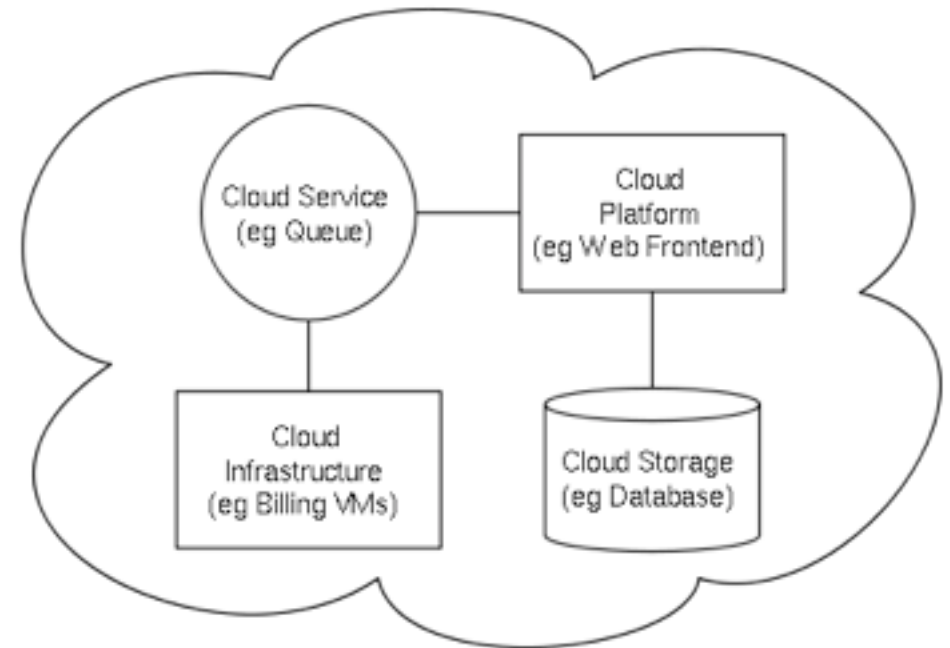 Cloud Service
(eg Queue)
Cloud
Platform
(eg Web Frontend)
Cloud
Infrastructure
(eg Billing VMs)
Cloud Storage
(eg Database)